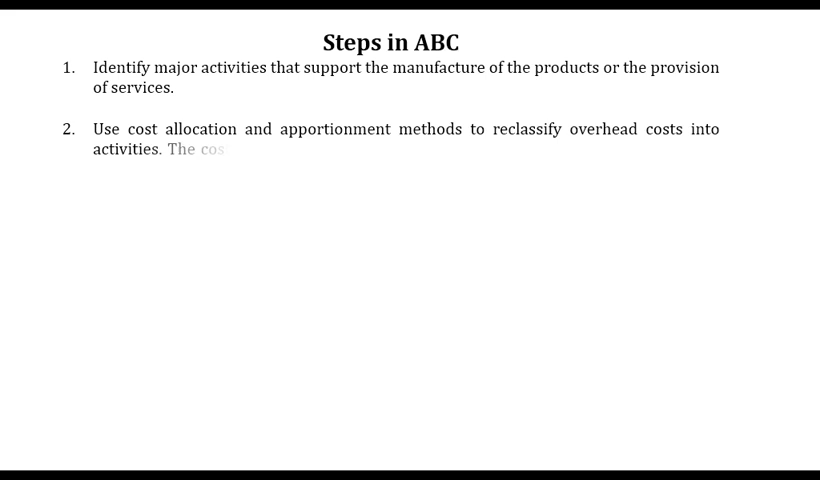 Steps in ABC
1. Identify major activities that support the manufacture of the products or the provision
of services.
2. Use cost allocation and apportionment methods to reclassify overhead costs into
activities. The cos